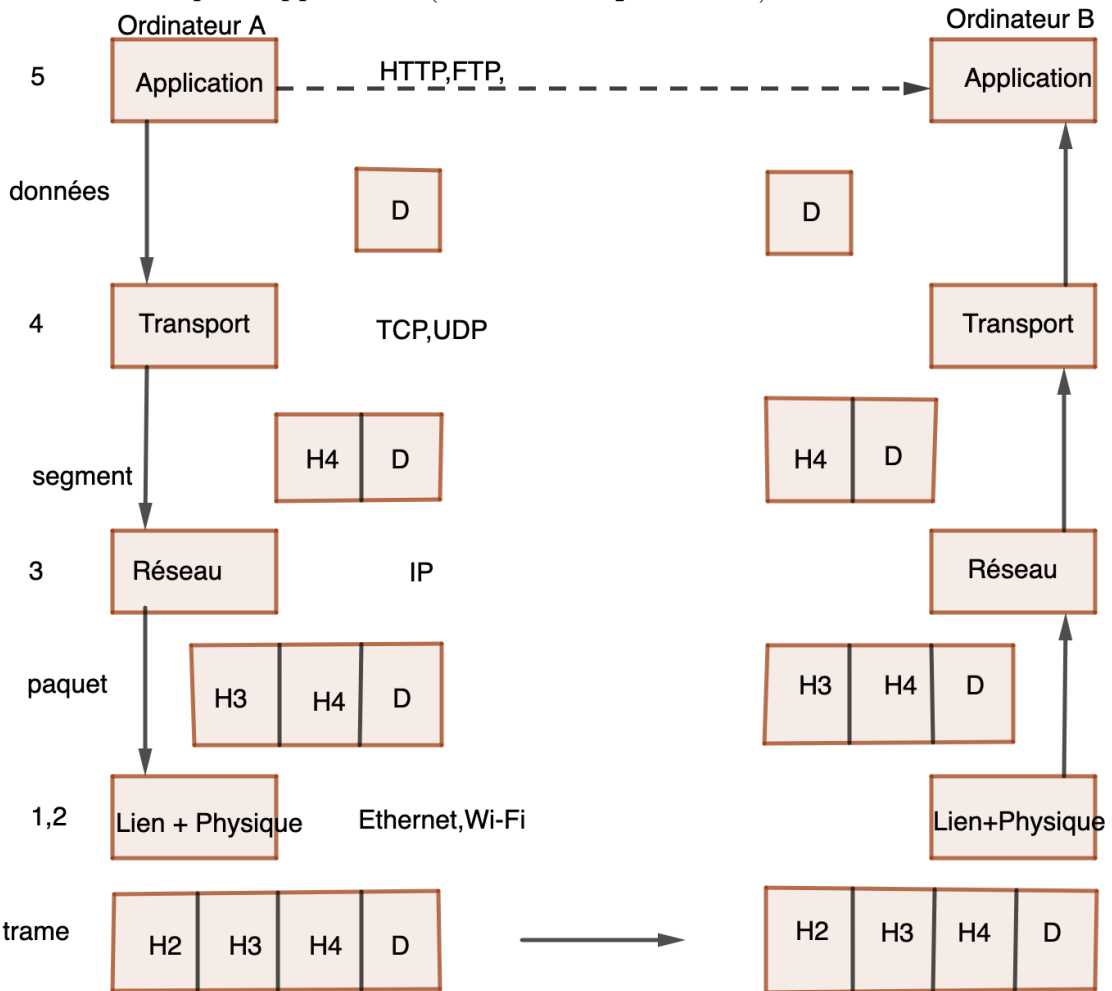 Ordinateur A
Ordinateur B
5
Application
HTTP,FTP,
Application
données
D
D
4
Transport
TCP,UDP
Transport
segment
H4 D
H4 D
3
Réseau
IP
Réseau
paquet
H3 H4 D
H3 H4 D
1,2
Lien + Physique
Ethernet,Wi-Fi
Lien+Physique
trame
H2 H3 H4 D
H2 H3 H4 D